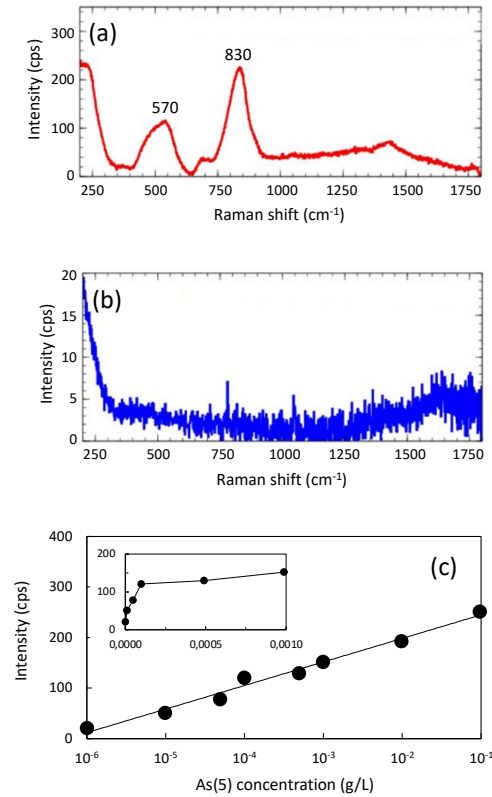 (a)
Intensity (cps)
300
200
100
0
570
830
250 500 750 1000 1250 1500 1750
Raman shift (cm⁻¹)
(b)
Intensity (cps)
20
15
10
5
0
250 500 750 1000 1250 1500 1750
Raman shift (cm⁻¹)
(c)
Intensity (cps)
400
300
200
100
0
200
100
0
0,0000 0,0005 0,0010
10⁻⁶ 10⁻⁵ 10⁻⁴ 10⁻³ 10⁻² 10⁻¹
As(5) concentration (g/L)